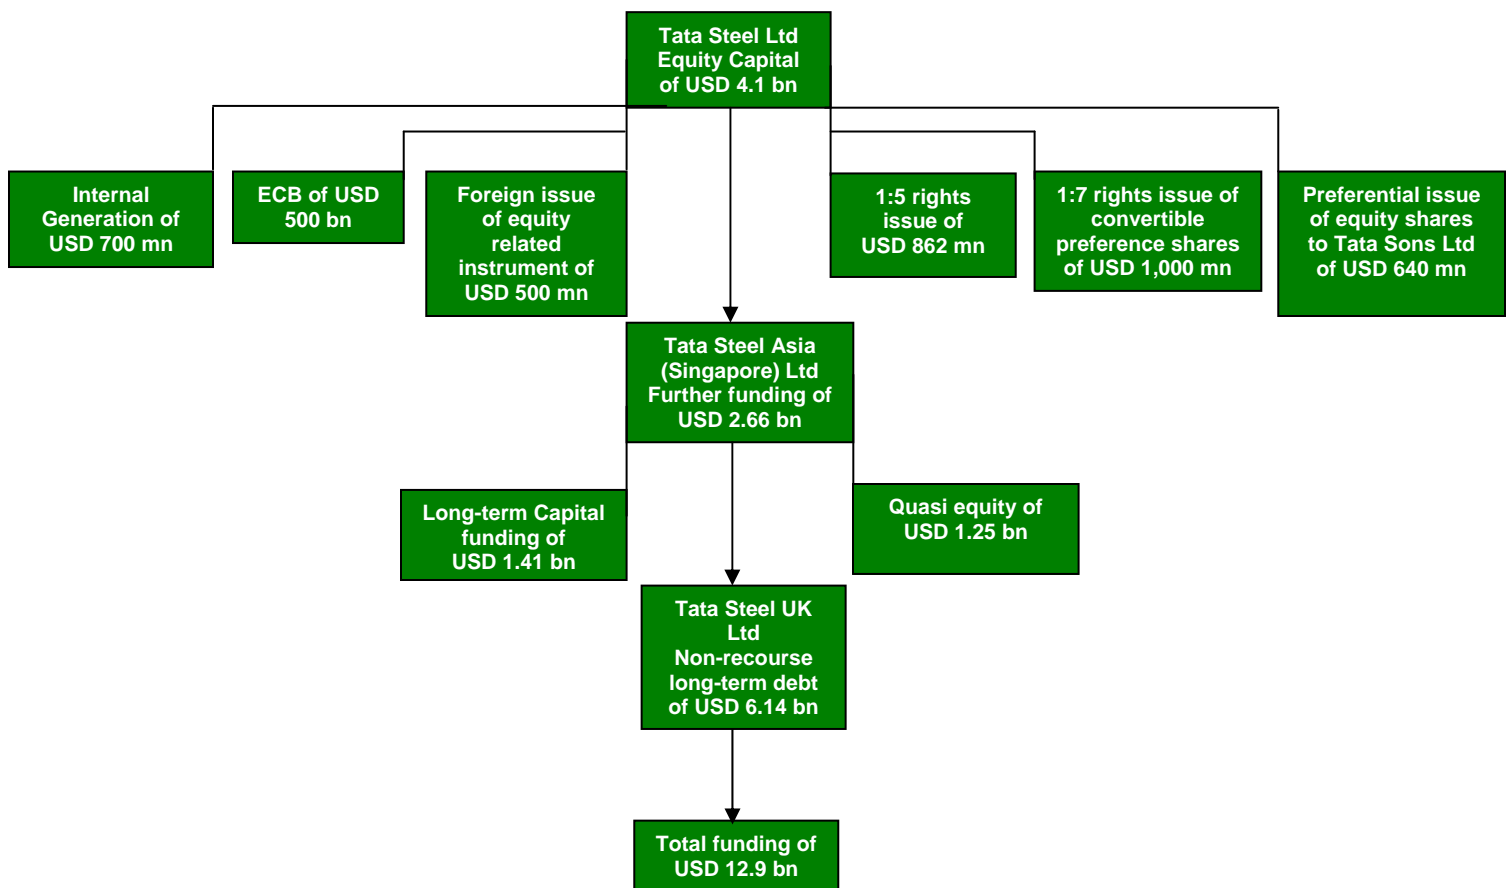 Tata Steel Ltd
Equity Capital
of USD 4.1 bn
Internal
Generation of
USD 700 mn
ECB of USD
500 bn
Foreign issue
of equity
related
instrument of
USD 500 mn
1:5 rights
issue of
USD 862 mn
1:7 rights issue of
convertible
preference shares
of USD 1,000 mn
Preferential issue
of equity shares
to Tata Sons Ltd
of USD 640 mn
Tata Steel Asia
(Singapore) Ltd
Further funding of
USD 2.66 bn
Long-term Capital
funding of
USD 1.41 bn
Quasi equity of
USD 1.25 bn
Tata Steel UK
Ltd
Non-recourse
long-term debt
of USD 6.14 bn
Total funding of
USD 12.9 bn